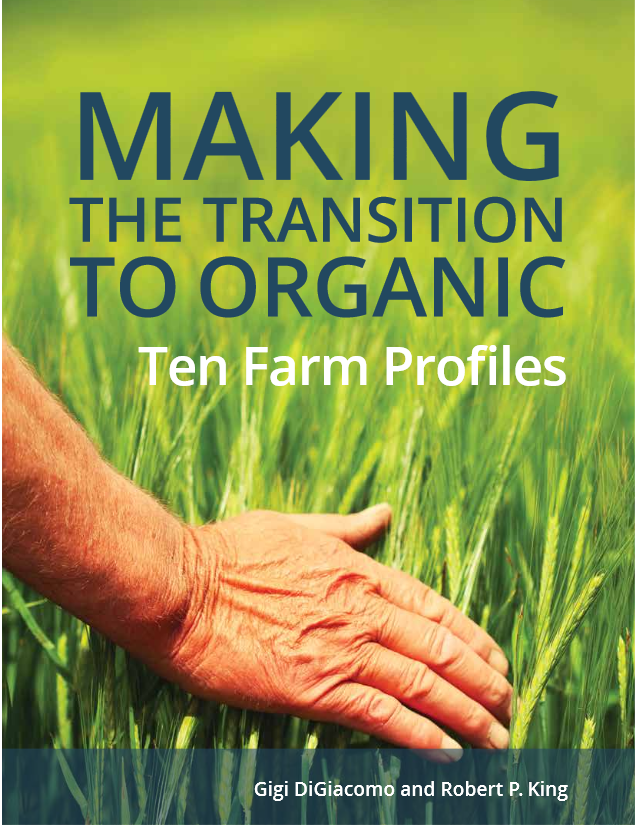 MAKING
THE TRANSITION
TO ORGANIC
Ten Farm Profiles
Gigi DiGiacomo and Robert P. King